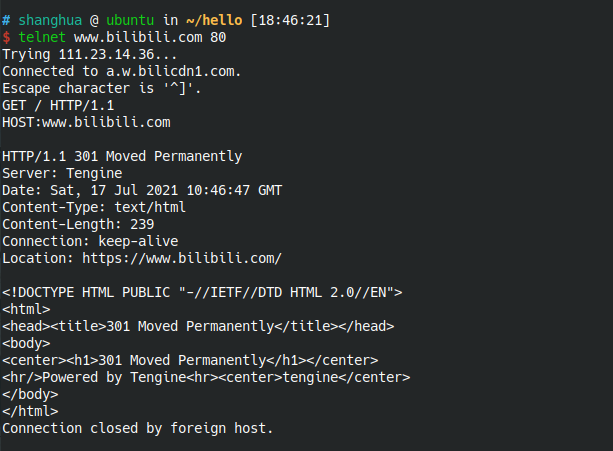 # shanghua @ ubuntu in ~/hello [18:46:21]
$ telnet www.bilibili.com 80
Trying 111.23.14.36...
Connected to a.w.bilicdn1.com.
Escape character is '^]'.
GET / HTTP/1.1
HOST:www.bilibili.com

HTTP/1.1 301 Moved Permanently
Server: Tengine
Date: Sat, 17 Jul 2021 10:46:47 GMT
Content-Type: text/html
Content-Length: 239
Connection: keep-alive
Location: https://www.bilibili.com/

<!DOCTYPE HTML PUBLIC "-//IETF//DTD HTML 2.0//EN">
<html>
<head><title>301 Moved Permanently</title></head>
<body>
<center><h1>301 Moved Permanently</h1></center>
<hr/>Powered by Tengine<hr><center>tengine</center>
</body>
</html>
Connection closed by foreign host.